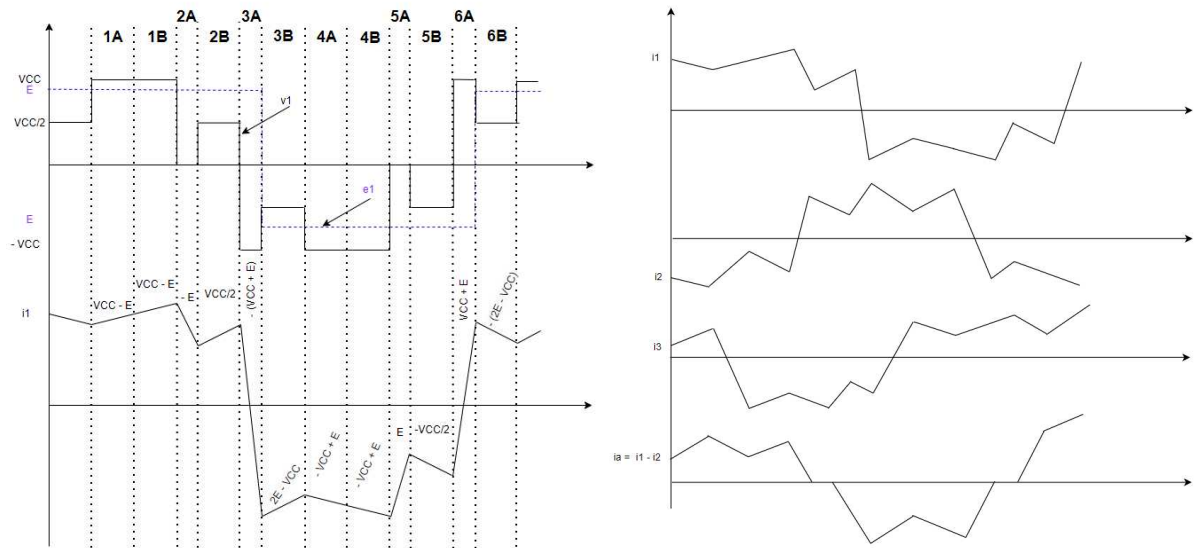 1A 1B 2A 2B 3A 3B 4A 4B 5A 5B 6A 6B
VCC
E
v1
VCC/2
e1
E
- VCC
i1
VCC - E
VCC - E
- E
VCC/2
- (VCC + E)
2E - VCC
- VCC + E
- VCC + E
E
-VCC/2
VCC + E
- (2E - VCC)
i1
i2
i3
ia = i1 - i2